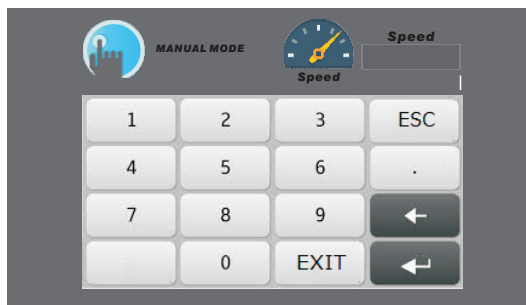 MANUAL MODE
Speed
Speed
1 2 3 ESC
4 5 6 .
7 8 9 ←
0 EXIT ↵